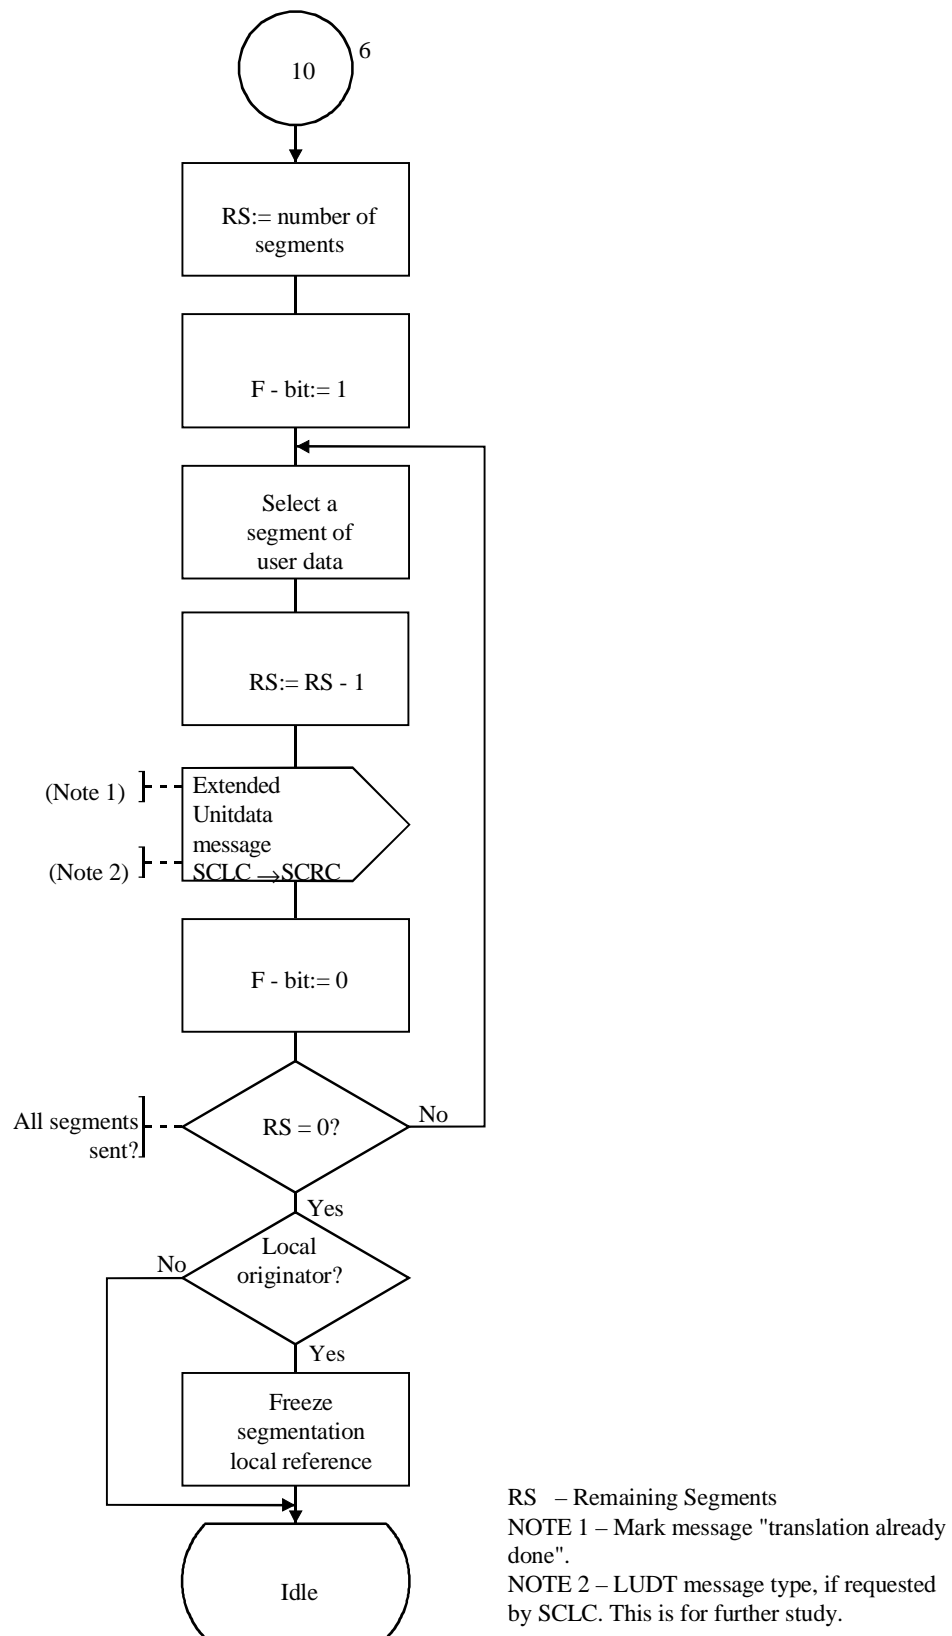 6
10
RS:= number of
segments
F - bit:= 1
Select a
segment of
user data
RS:= RS - 1
(Note 1)
Extended
Unitdata
message
(Note 2)
SCLC →SCRC
F - bit:= 0
All segments
sent?
RS = 0?
No
Yes
No
Local
originator?
Yes
Freeze
segmentation
local reference
Idle
RS – Remaining Segments
NOTE 1 – Mark message "translation already
done".
NOTE 2 – LUDT message type, if requested
by SCLC. This is for further study.